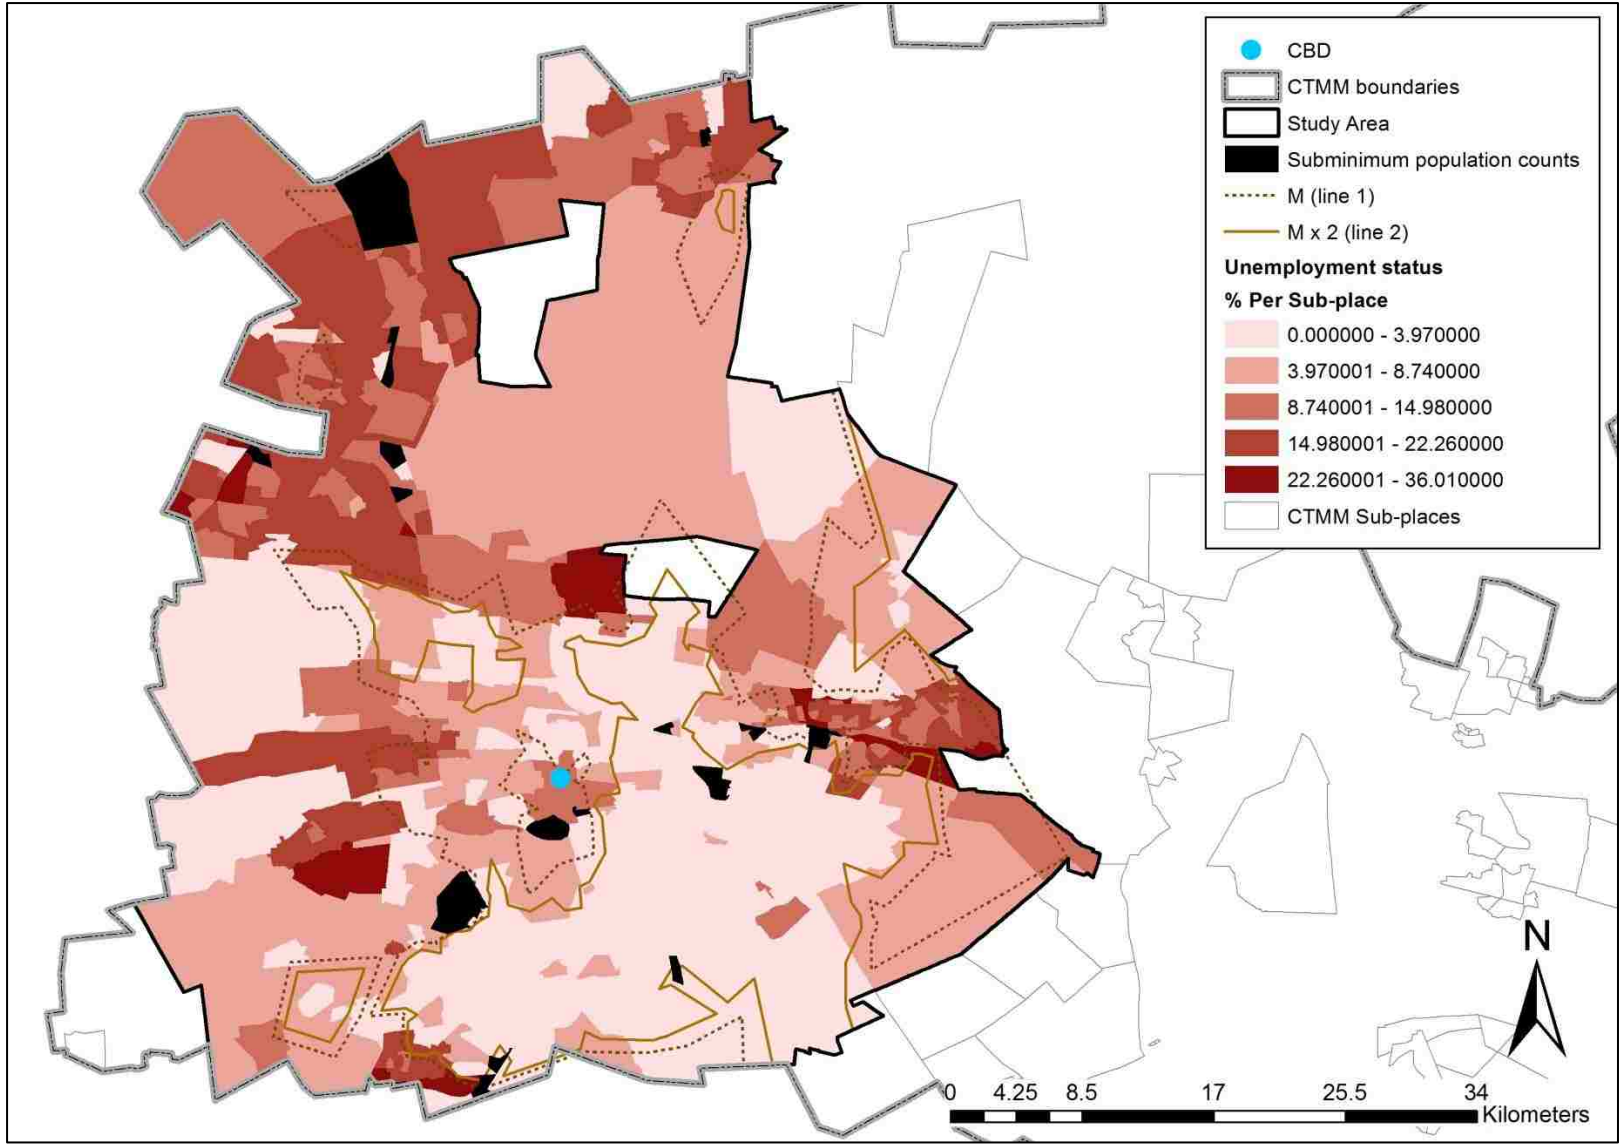 CBD
CTMM boundaries
Study Area
Subminimum population counts
M (line 1)
M x 2 (line 2)
Unemployment status
% Per Sub-place
0.000000 - 3.970000
3.970001 - 8.740000
8.740001 - 14.980000
14.980001 - 22.260000
22.260001 - 36.010000
CTMM Sub-places
N
0 4.25 8.5 17 25.5 34
Kilometers